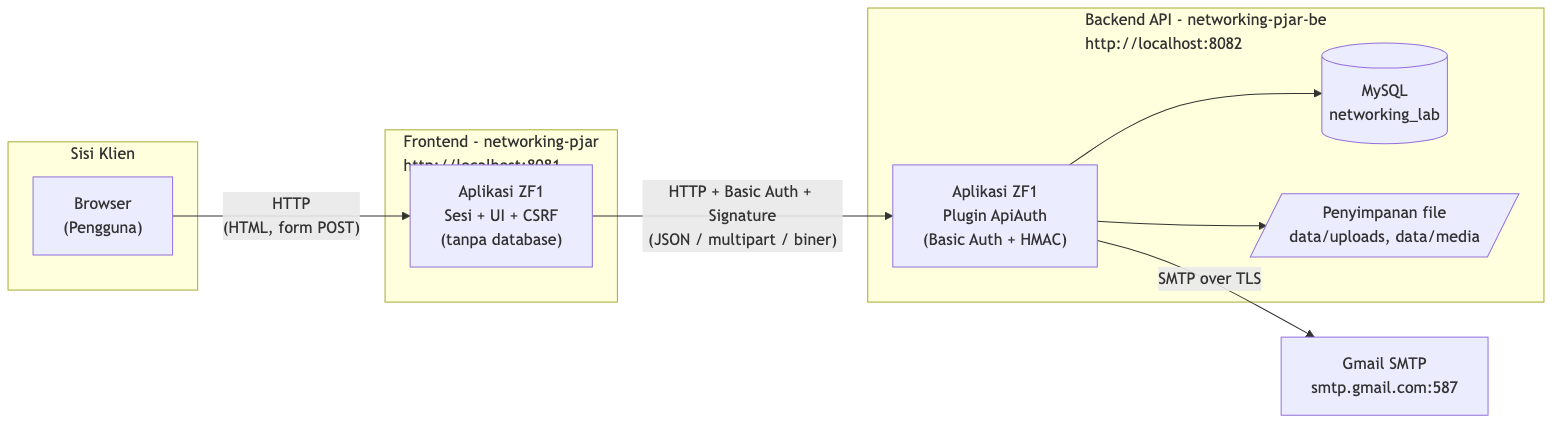 Sisi Klien
Browser
(Pengguna)
HTTP
(HTML, form POST)
Frontend - networking-pjar
http://localhost:8081
Aplikasi ZF1
Sesi + UI + CSRF
(tanpa database)
HTTP + Basic Auth +
Signature
(JSON / multipart / biner)
Backend API - networking-pjar-be
http://localhost:8082
Aplikasi ZF1
Plugin ApiAuth
(Basic Auth + HMAC)
MySQL
networking_lab
Penyimpanan file
data/uploads, data/media
SMTP over TLS
Gmail SMTP
smtp.gmail.com:587